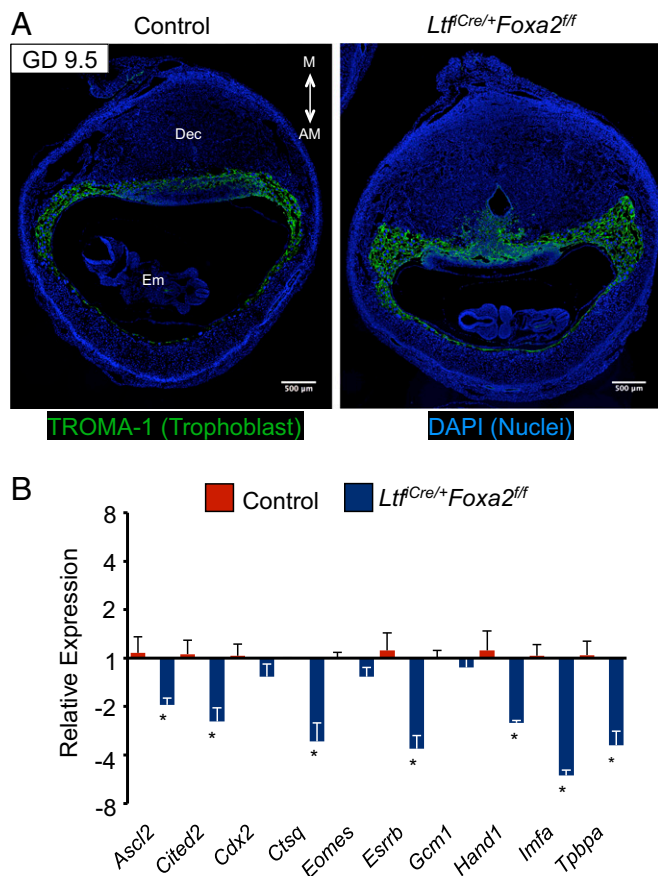 A
Control
Ltf^iCre/+Foxa2^f/f
GD 9.5
M
AM
Dec
Em
500 µm
500 µm
TROMA-1 (Trophoblast)
DAPI (Nuclei)
B
Control
Ltf^iCre/+Foxa2^f/f
Relative Expression
8
4
2
1
-2
-4
-8
* * * * * * *
Ascl2
Cited2
Cdx2
Ctsq
Eomes
Esrrb
Gcm1
Hand1
Imfa
Tpbpa